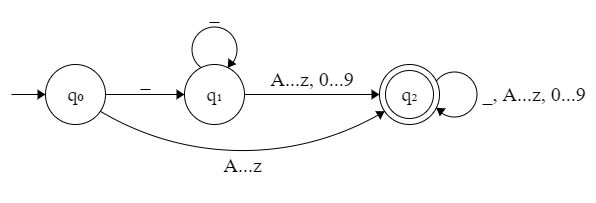 _
q0
_
q1
A...z, 0...9
q2
_, A...z, 0...9
A...z